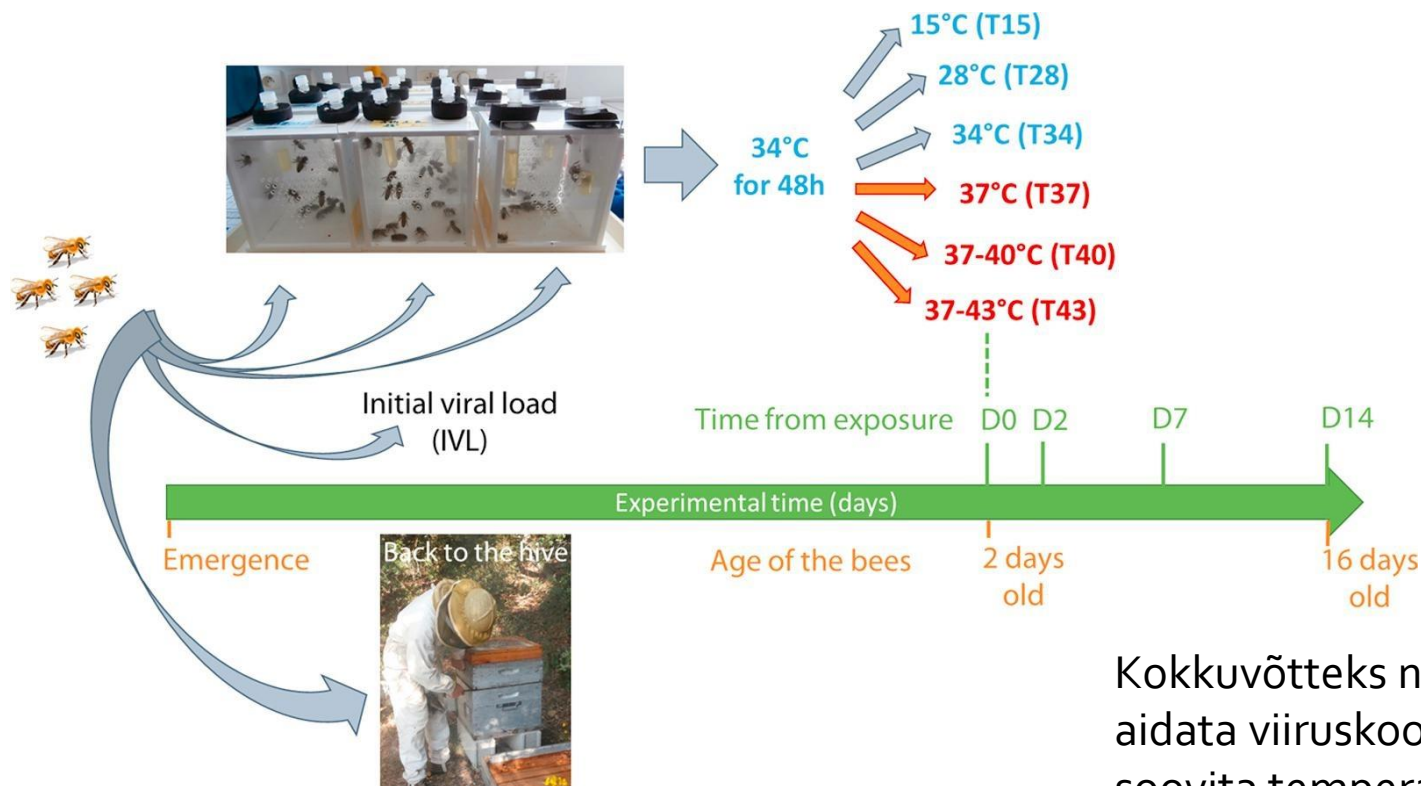 15°C (T15)
28°C (T28)
34°C (T34)
34°C
for 48h
37°C (T37)
37-40°C (T40)
37-43°C (T43)
Initial viral load
(IVL)
Time from exposure D0 D2 D7 D14
Experimental time (days)
Emergence
Back to the hive
Age of the bees
2 days
old
16 days
old
Kokkuvõtteks n
aidata viiruskoo
soovita tempera